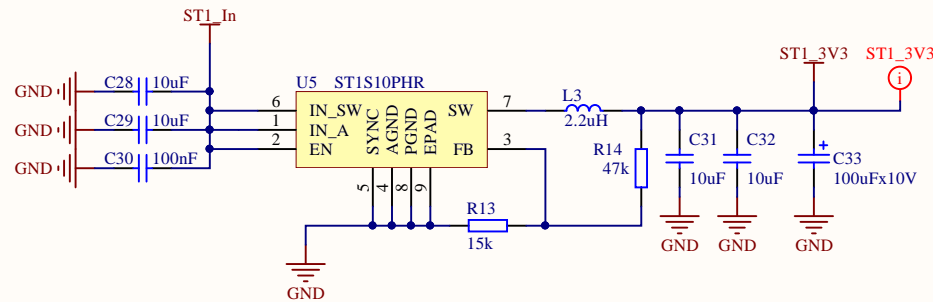 ST1_In
ST1_3V3
ST1_3V3
i
U5 ST1S10PHR
GND C28 10uF
6 IN_SW SW 7 L3
2.2uH
GND C29 10uF
1 IN_A
2 EN FB 3
GND C30 100nF
SYNC
AGND
PGND
EPAD
5
4
8
9
R14
47k
C31
10uF
C32
10uF
+
C33
100uFx10V
R13
15k
GND
GND
GND
GND